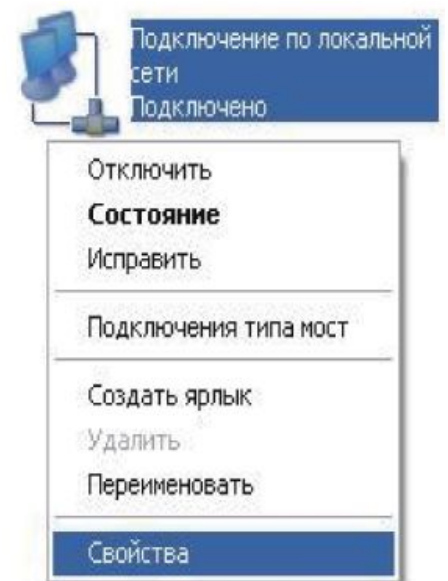 Подключение по локальной
сети
Подключено
Отключить
Состояние
Исправить
Подключения типа мост
Создать ярлык
Удалить
Переименовать
Свойства